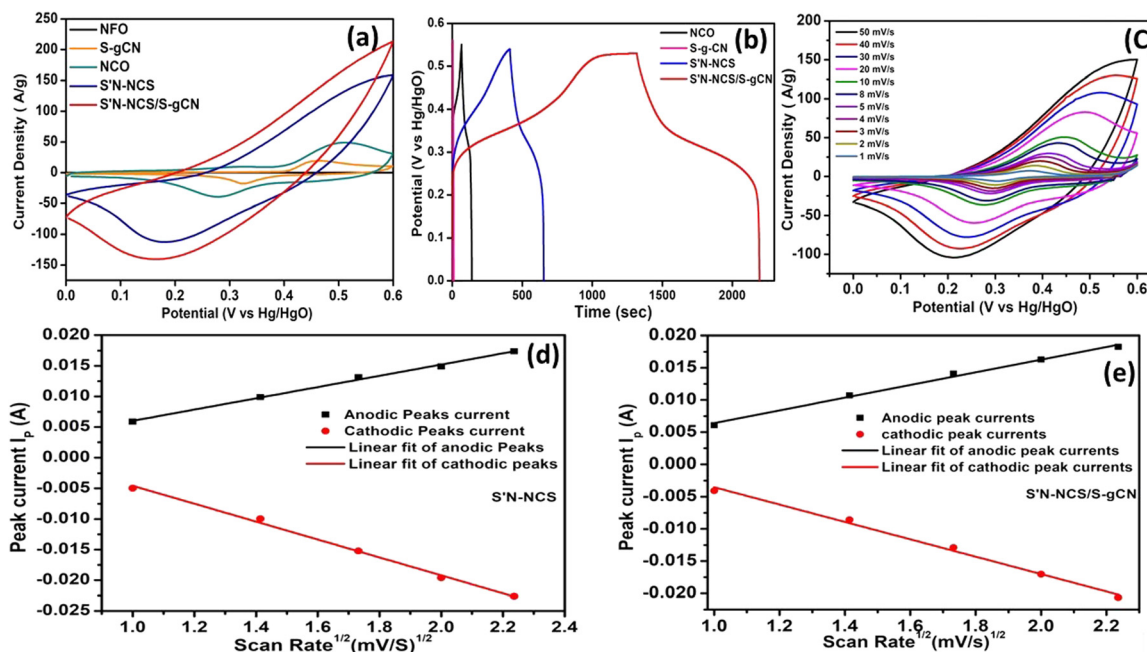 (a)
NFO
S-gCN
NCO
S'N-NCS
S'N-NCS/S-gCN
Current Density ( A/g)
250
200
150
100
50
0
-50
-100
-150
0.0 0.1 0.2 0.3 0.4 0.5 0.6
Potential (V vs Hg/HgO)
(b)
NCO
S-g-CN
S'N-NCS
S'N-NCS/S-gCN
Potential (V vs Hg/HgO)
0.6
0.5
0.4
0.3
0.2
0.1
0.0
0 500 1000 1500 2000
Time (sec)
(C)
50 mV/s
40 mV/s
30 mV/s
20 mV/s
10 mV/s
8 mV/s
5 mV/s
4 mV/s
3 mV/s
2 mV/s
1 mV/s
Current Density ( A/g)
200
150
100
50
0
-50
-100
0.0 0.1 0.2 0.3 0.4 0.5 0.6
Potential (V vs Hg/HgO)
(d)
Anodic Peaks current
Cathodic Peaks current
Linear fit of anodic Peaks
Linear fit of cathodic peaks
S'N-NCS
Peak current Ip (A)
0.020
0.015
0.010
0.005
0.000
-0.005
-0.010
-0.015
-0.020
-0.025
1.0 1.2 1.4 1.6 1.8 2.0 2.2 2.4
Scan Rate1/2(mV/S)1/2
(e)
Anodic peak currents
cathodic peak currents
Linear fit of anodic peak currents
Linear fit of cathodic peak currents
S'N-NCS/S-gCN
Peak current Ip (A)
0.020
0.015
0.010
0.005
0.000
-0.005
-0.010
-0.015
-0.020
1.0 1.2 1.4 1.6 1.8 2.0 2.2
Scan Rate1/2(mV/s)1/2